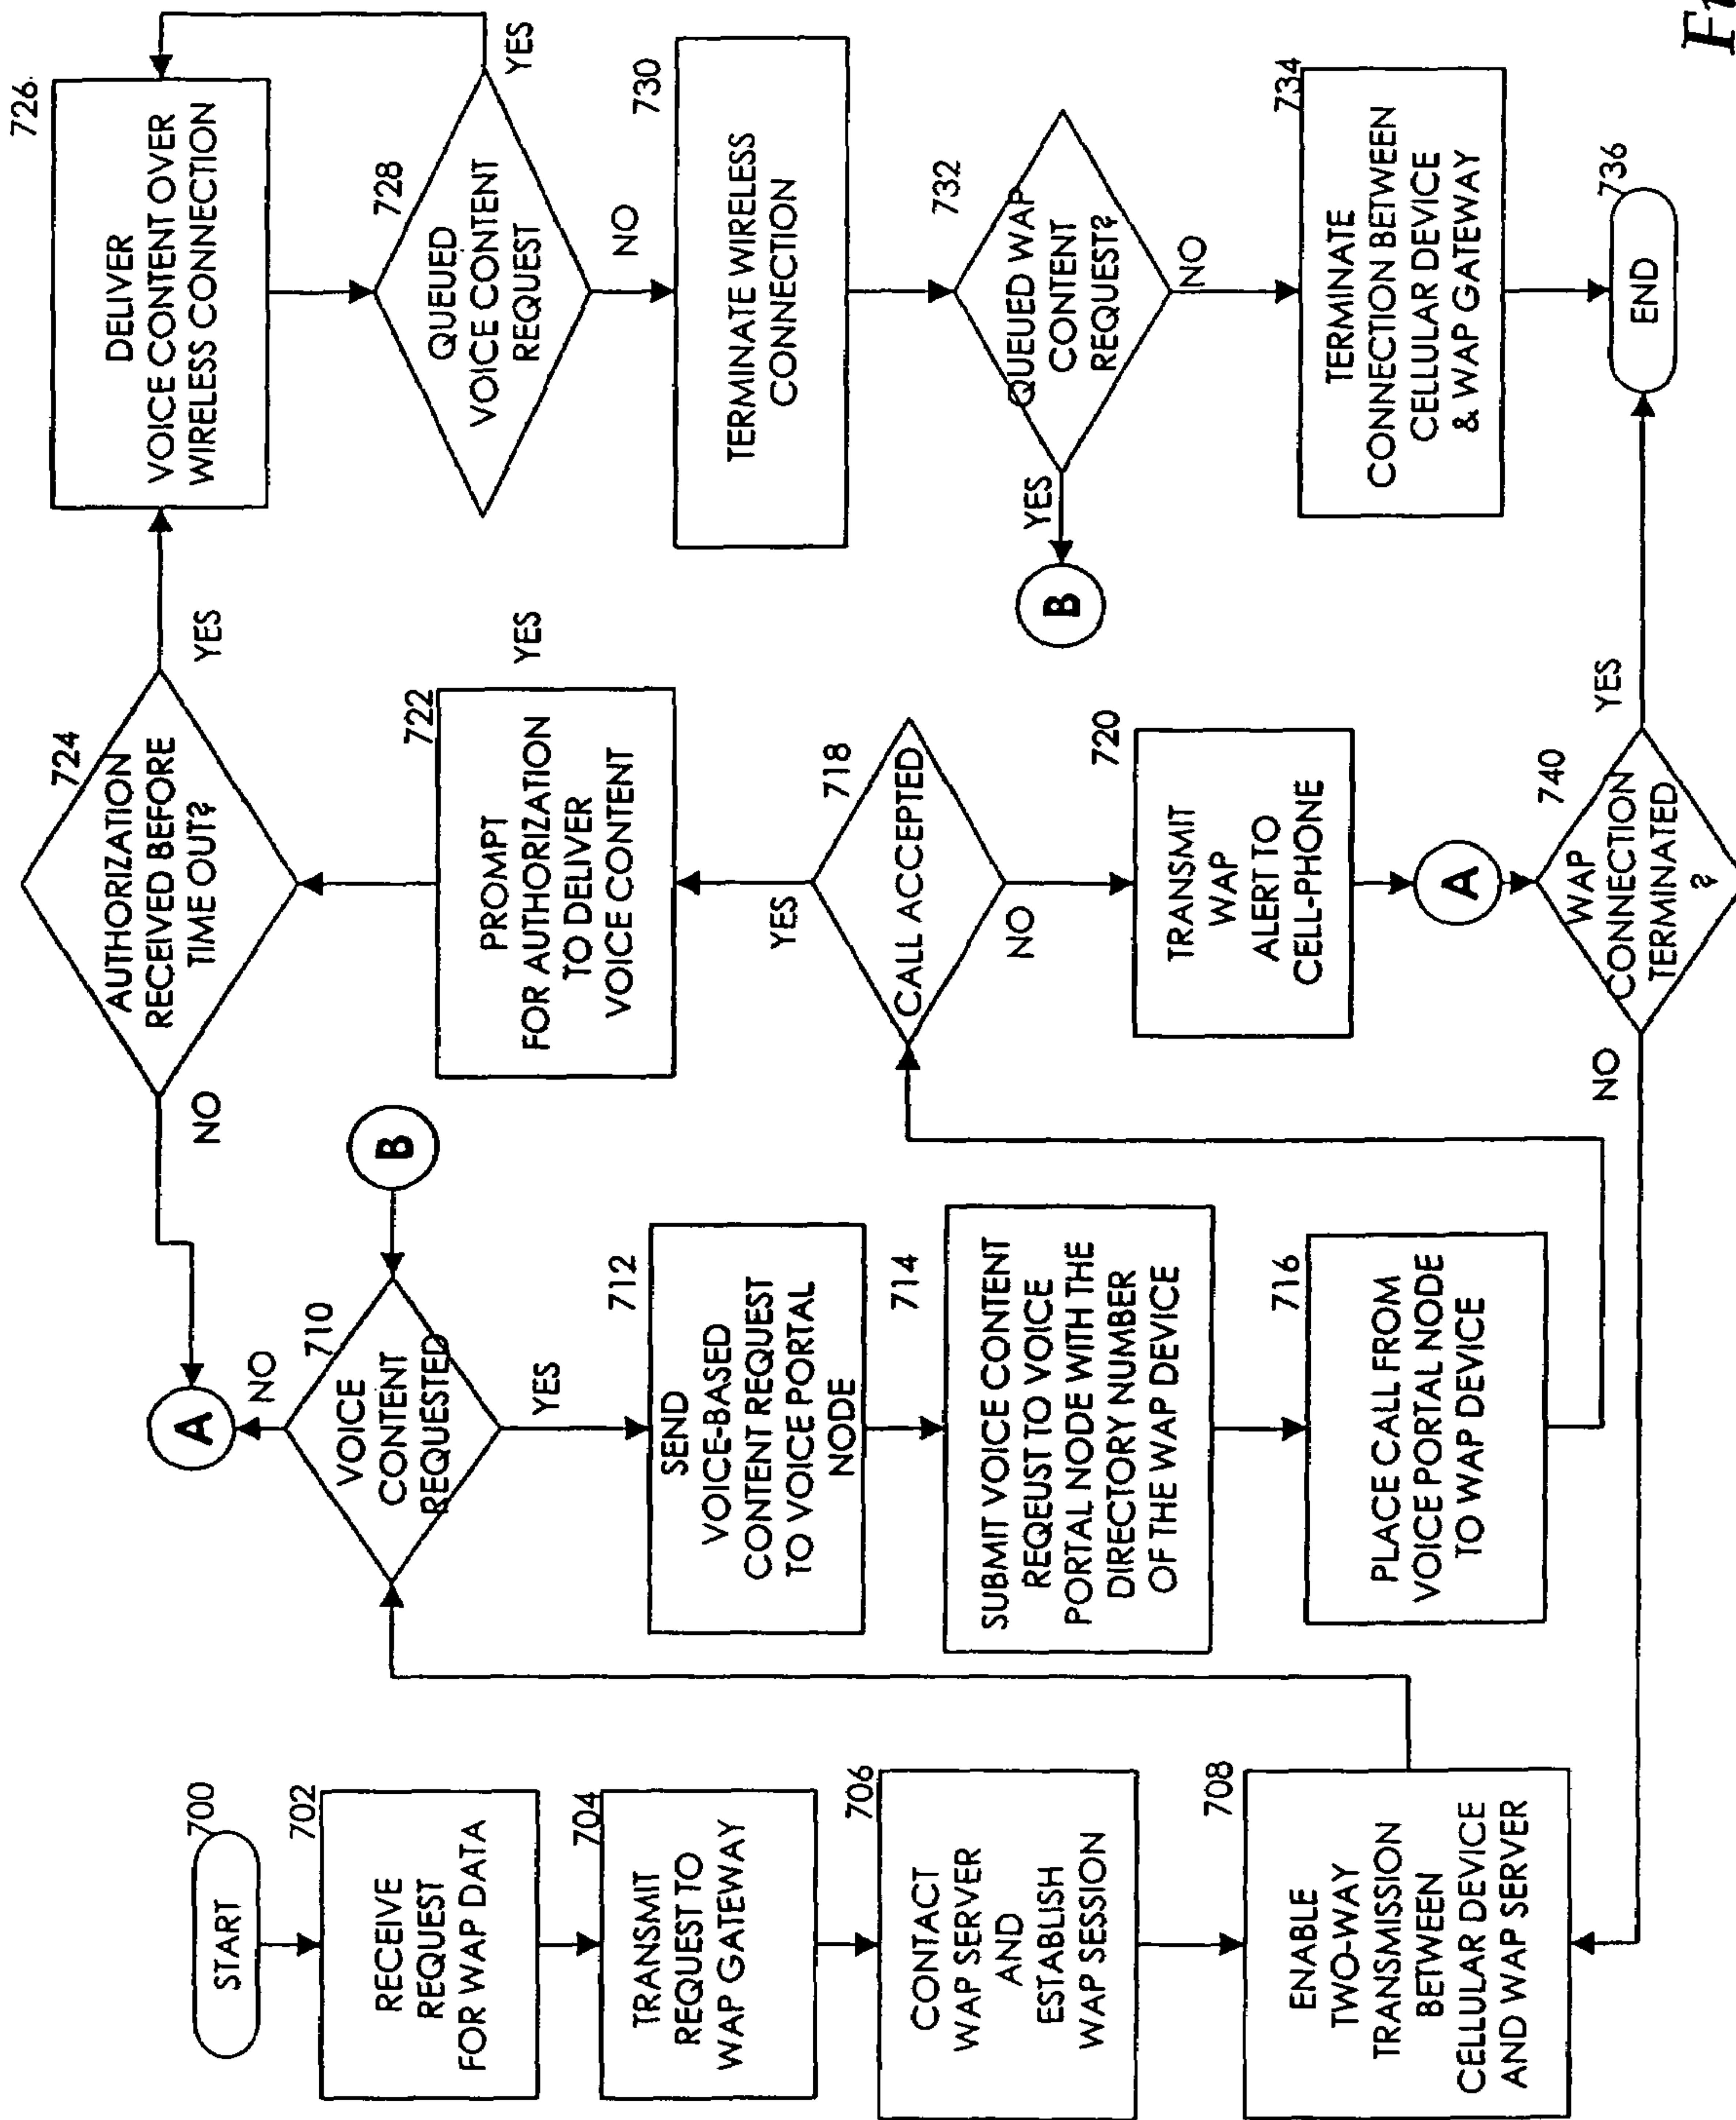 700
START
702
RECEIVE
REQUEST
FOR WAP DATA
704
TRANSMIT
REQUEST TO
WAP GATEWAY
706
CONTACT
WAP SERVER
AND
ESTABLISH
WAP SESSION
708
ENABLE
TWO-WAY
TRANSMISSION
BETWEEN
CELLULAR DEVICE
AND WAP SERVER
A
NO
710
VOICE
CONTENT
REQUESTED
B
YES
712
SEND
VOICE-BASED
CONTENT REQUEST
TO VOICE PORTAL
NODE
714
SUBMIT VOICE CONTENT
REQEUST TO VOICE
PORTAL NODE WITH THE
DIRECTORY NUMBER
OF THE WAP DEVICE
716
PLACE CALL FROM
VOICE PORTAL NODE
TO WAP DEVICE
724
AUTHORIZATION
RECEIVED BEFORE
TIME OUT?
NO
YES
722
PROMPT
FOR AUTHORIZATION
TO DELIVER
VOICE CONTENT
YES
YES
718
CALL ACCEPTED
NO
720
TRANSMIT
WAP
ALERT TO
CELL-PHONE
A
740
WAP
CONNECTION
TERMINATED
?
NO
YES
726
DELIVER
VOICE CONTENT OVER
WIRELESS CONNECTION
728
QUEUED
VOICE CONTENT
REQUEST
YES
NO
730
TERMINATE WIRELESS
CONNECTION
732
QUEUED WAP
CONTENT
REQUEST?
YES
B
NO
734
TERMINATE
CONNECTION BETWEEN
CELLULAR DEVICE
& WAP GATEWAY
736
END